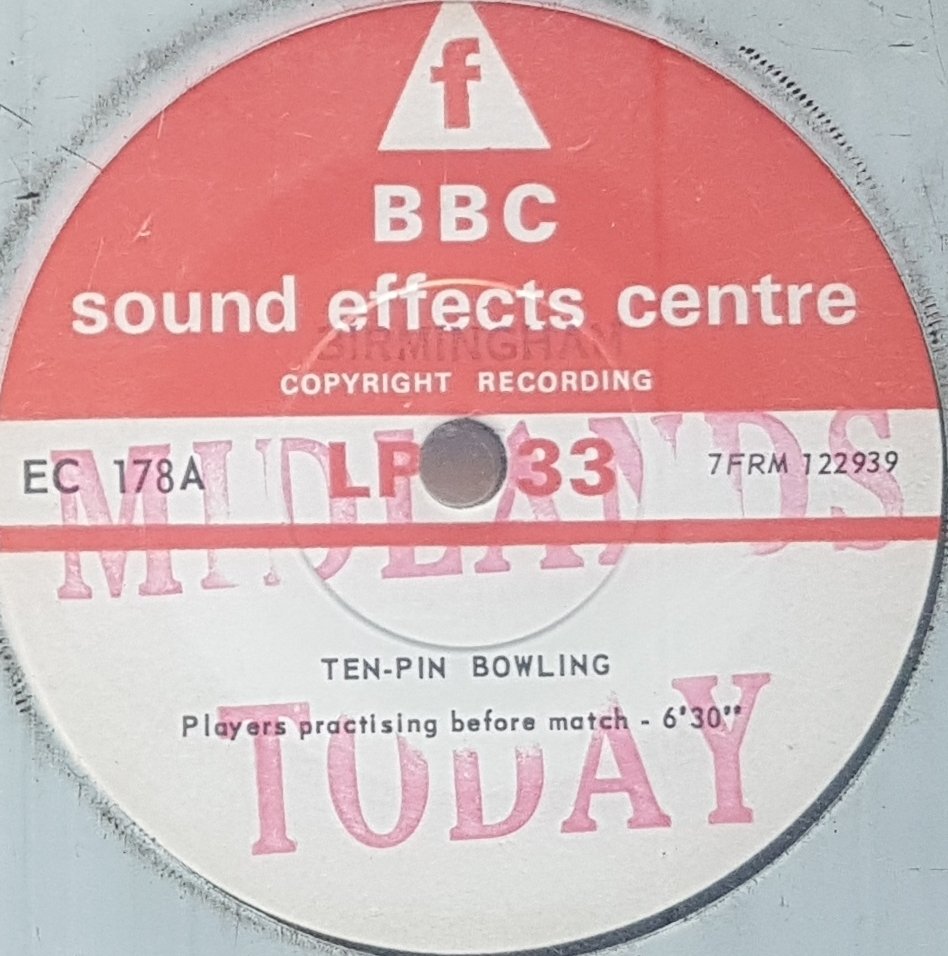 f
BBC
sound effects centre
BIRMINGHAM
COPYRIGHT RECORDING
EC 178A LP 33 7FRM 122939
MIDLANDS
TEN-PIN BOWLING
Players practising before match - 6'30"
TODAY